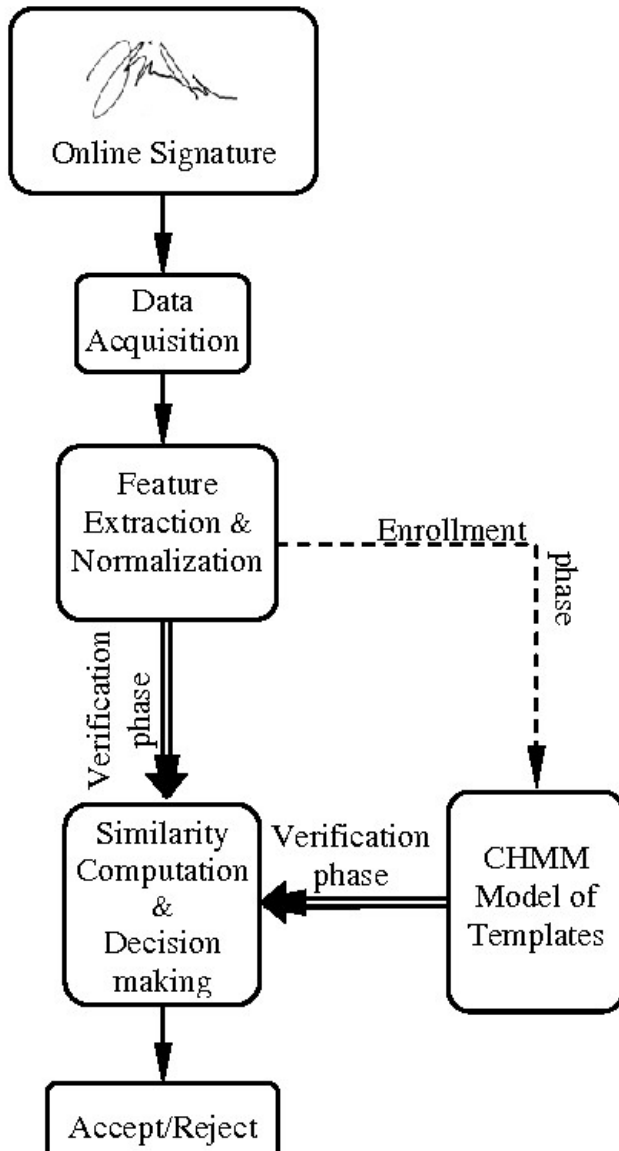 Online Signature
Data
Acquisition
Feature
Extraction &
Normalization
Enrollment
phase
Verification
phase
Similarity
Computation
&
Decision
making
Verification
phase
CHMM
Model of
Templates
Accept/Reject